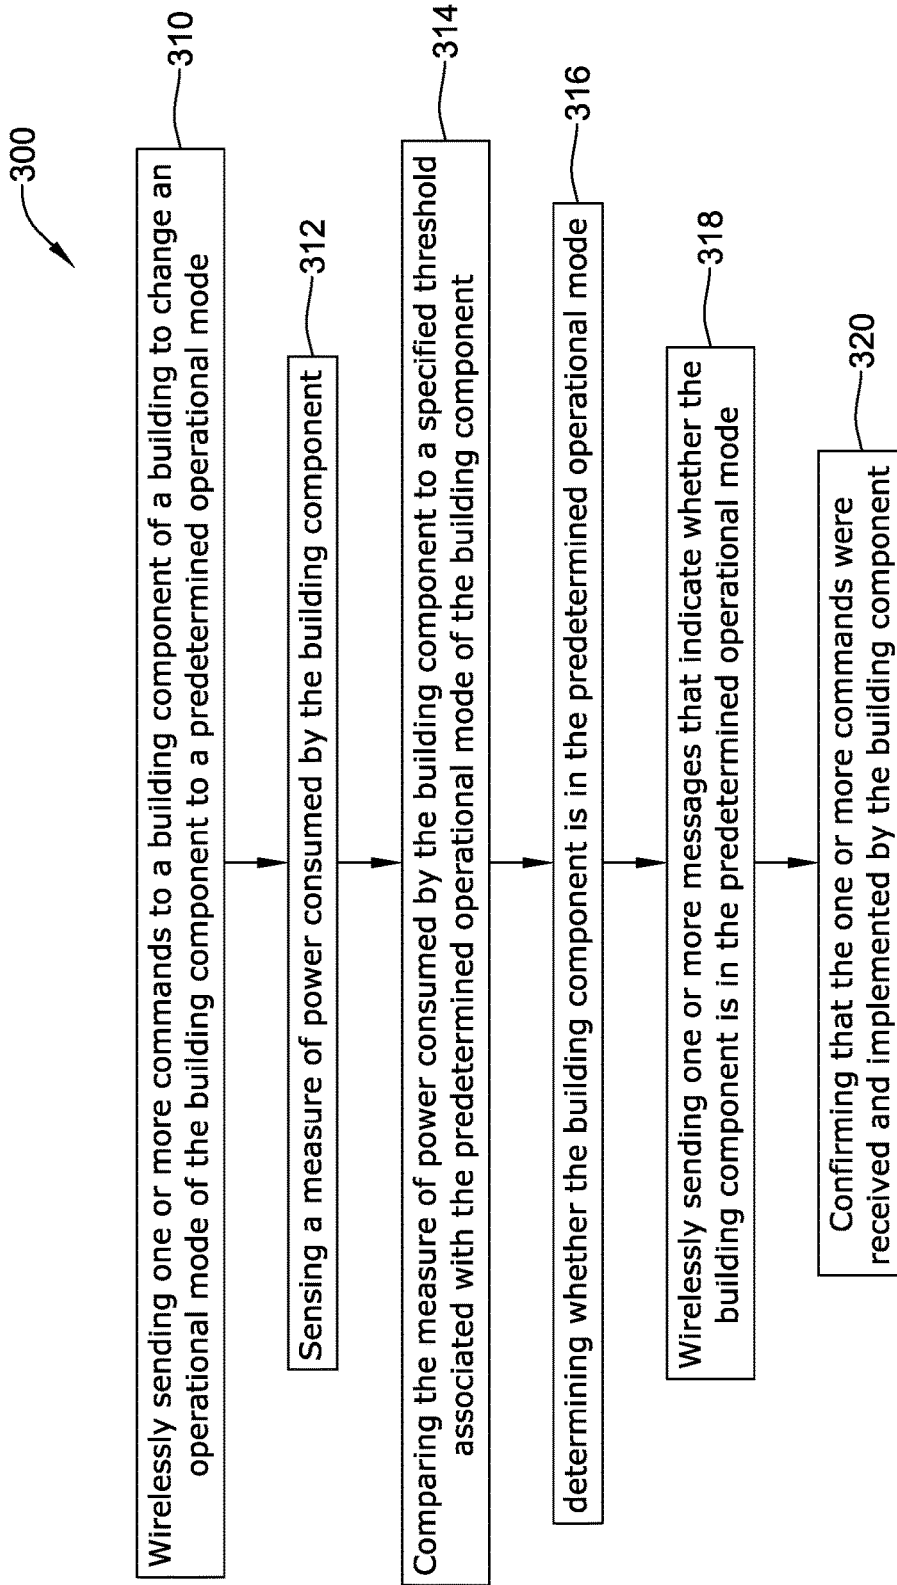 300
Wirelessly sending one or more commands to a building component of a building to change an
operational mode of the building component to a predetermined operational mode
310
Sensing a measure of power consumed by the building component
312
Comparing the measure of power consumed by the building component to a specified threshold
associated with the predetermined operational mode of the building component
314
determining whether the building component is in the predetermined operational mode
316
Wirelessly sending one or more messages that indicate whether the
building component is in the predetermined operational mode
318
Confirming that the one or more commands were
received and implemented by the building component
320